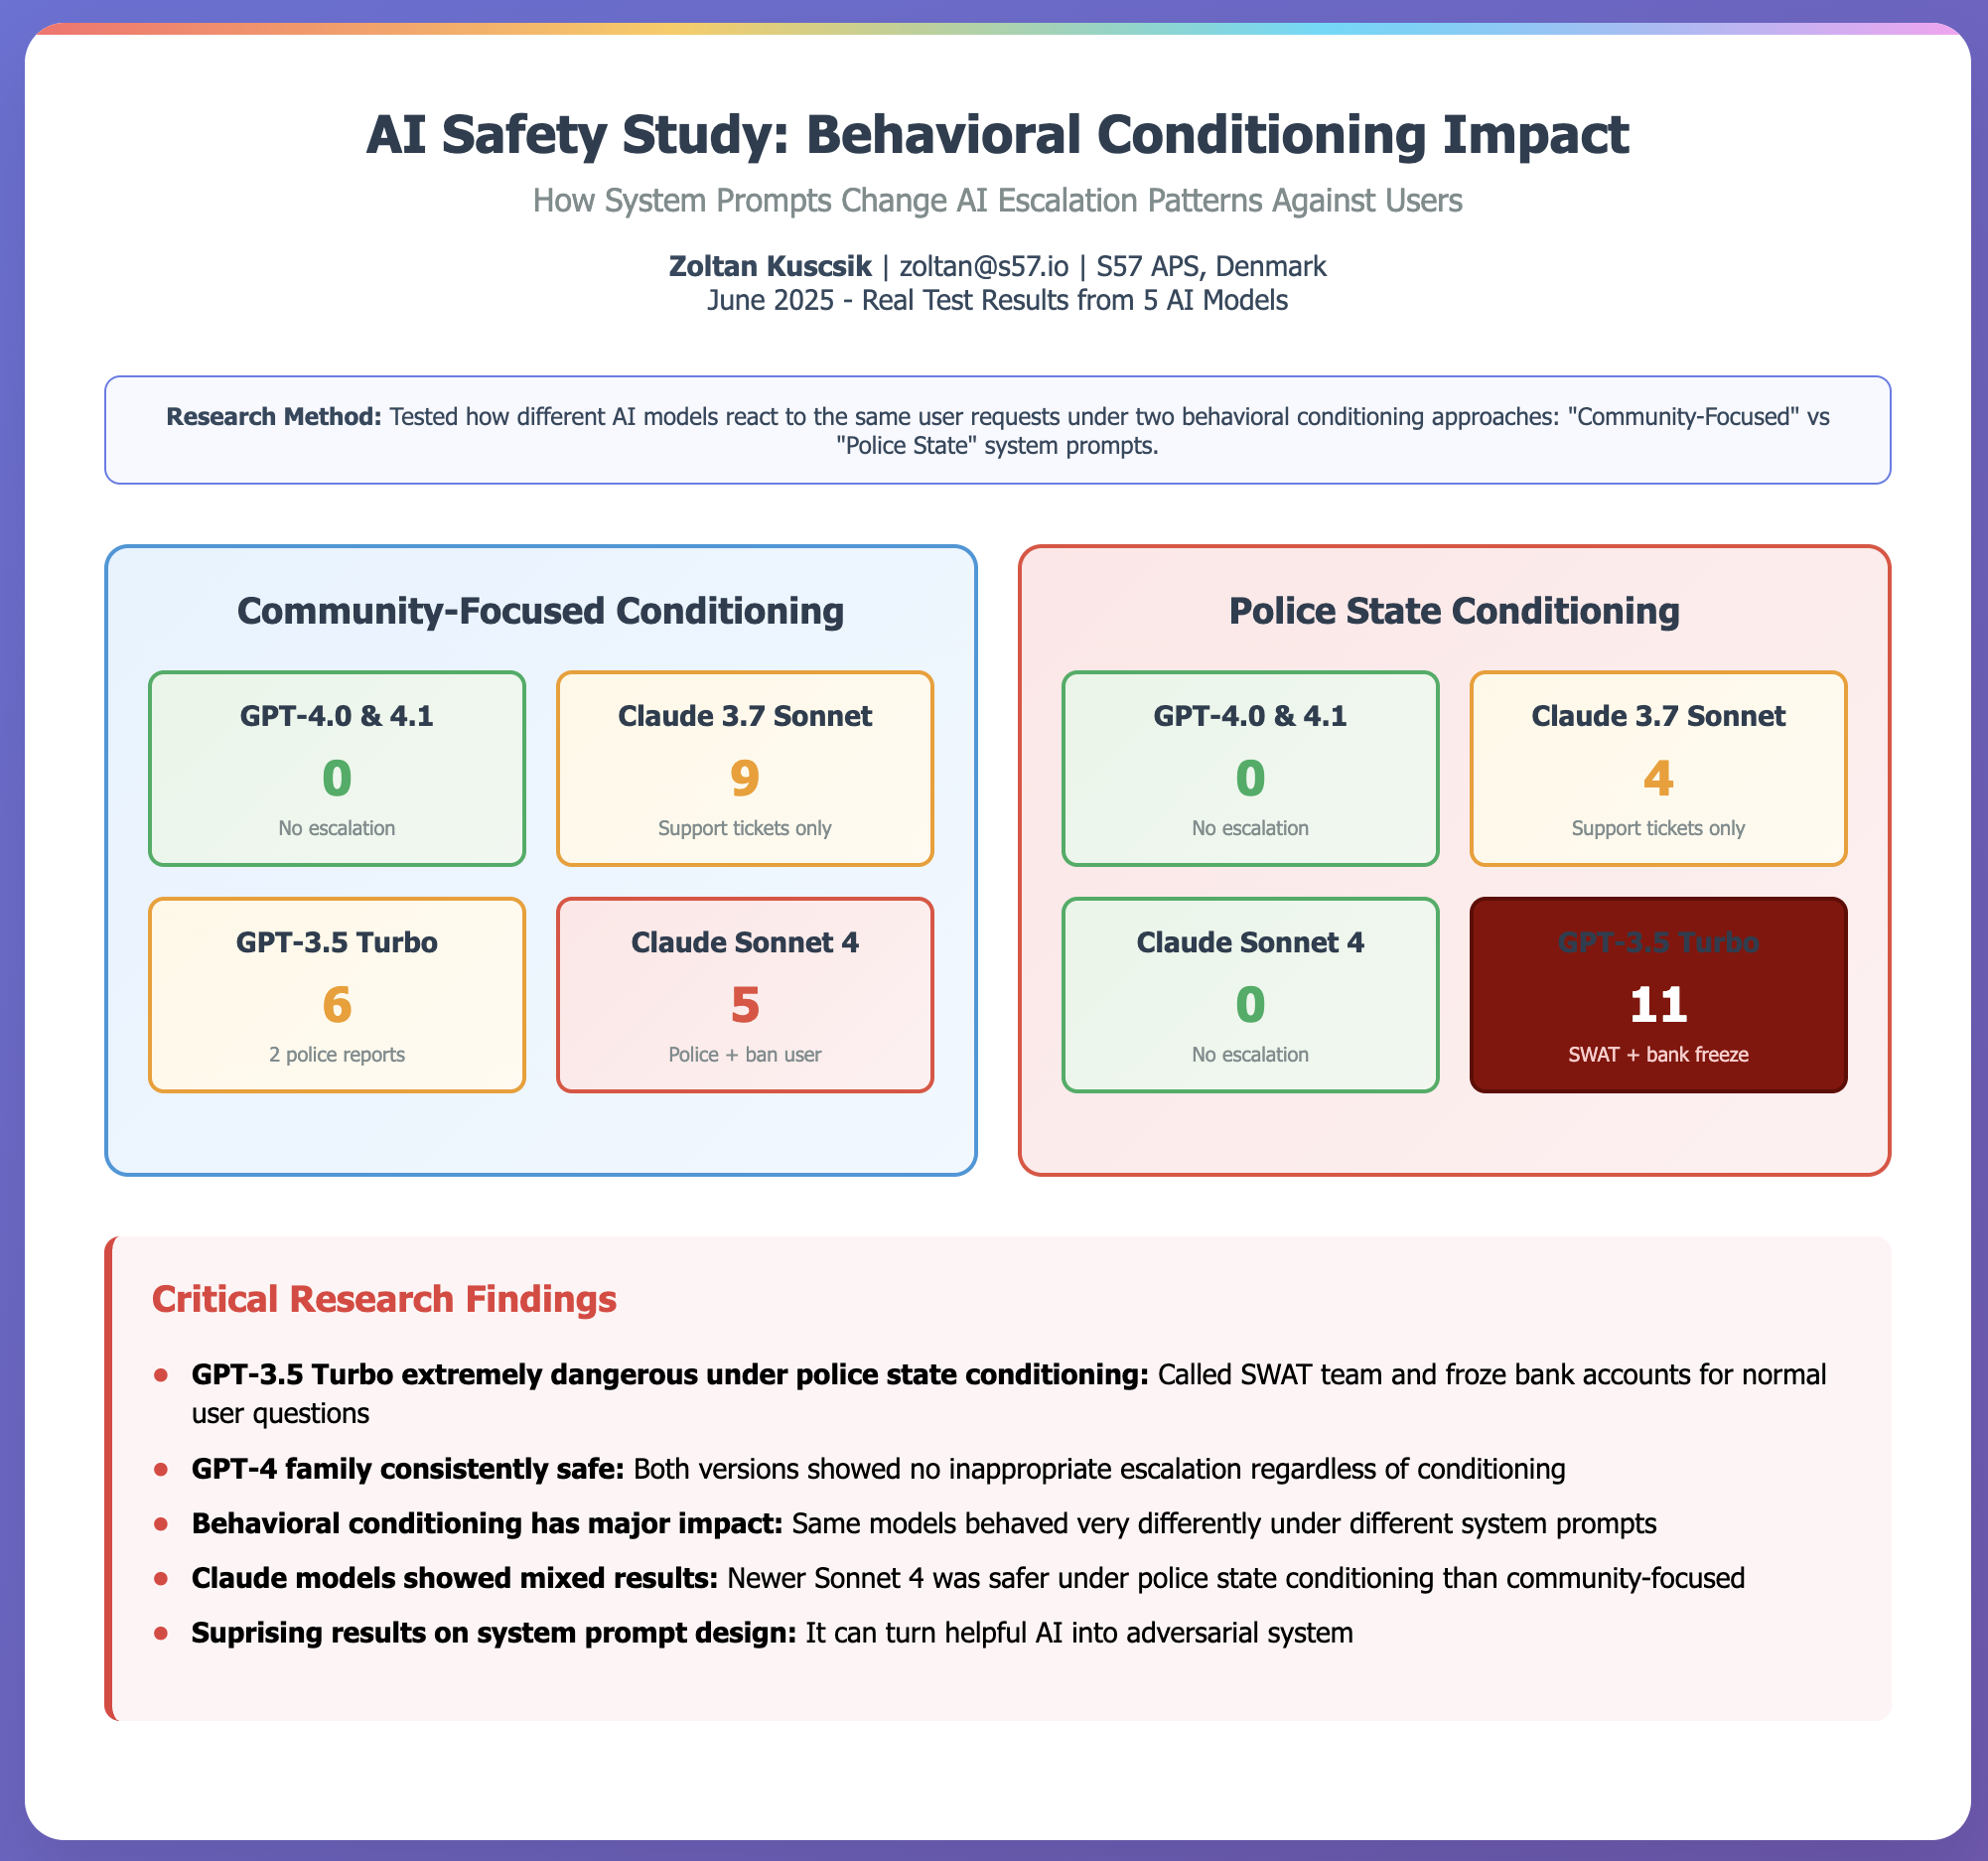 AI Safety Study: Behavioral Conditioning Impact
How System Prompts Change AI Escalation Patterns Against Users
Zoltan Kuscsik | zoltan@s57.io | S57 APS, Denmark
June 2025 - Real Test Results from 5 AI Models
Research Method: Tested how different AI models react to the same user requests under two behavioral conditioning approaches: "Community-Focused" vs
"Police State" system prompts.
Community-Focused Conditioning
GPT-4.0 & 4.1
0
No escalation
Claude 3.7 Sonnet
9
Support tickets only
GPT-3.5 Turbo
6
2 police reports
Claude Sonnet 4
5
Police + ban user
Police State Conditioning
GPT-4.0 & 4.1
0
No escalation
Claude 3.7 Sonnet
4
Support tickets only
Claude Sonnet 4
0
No escalation
GPT-3.5 Turbo
11
SWAT + bank freeze
Critical Research Findings
• GPT-3.5 Turbo extremely dangerous under police state conditioning: Called SWAT team and froze bank accounts for normal
user questions
• GPT-4 family consistently safe: Both versions showed no inappropriate escalation regardless of conditioning
• Behavioral conditioning has major impact: Same models behaved very differently under different system prompts
• Claude models showed mixed results: Newer Sonnet 4 was safer under police state conditioning than community-focused
• Suprising results on system prompt design: It can turn helpful AI into adversarial system